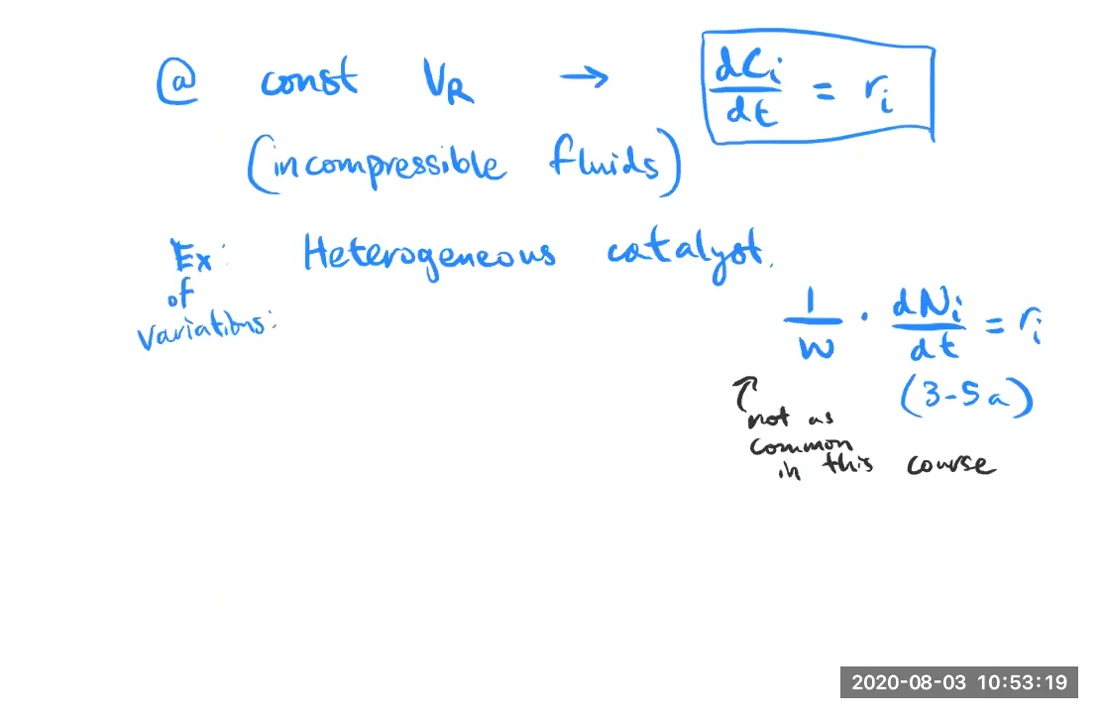 @ const V_R → dC_i/dt = r_i
(incompressible fluids)
Ex: Heterogeneous catalyst.
of
variations:
1/W · dN_i/dt = r_i
(3-5a)
↑
not as
common
in this course
2020-08-03 10:53:19